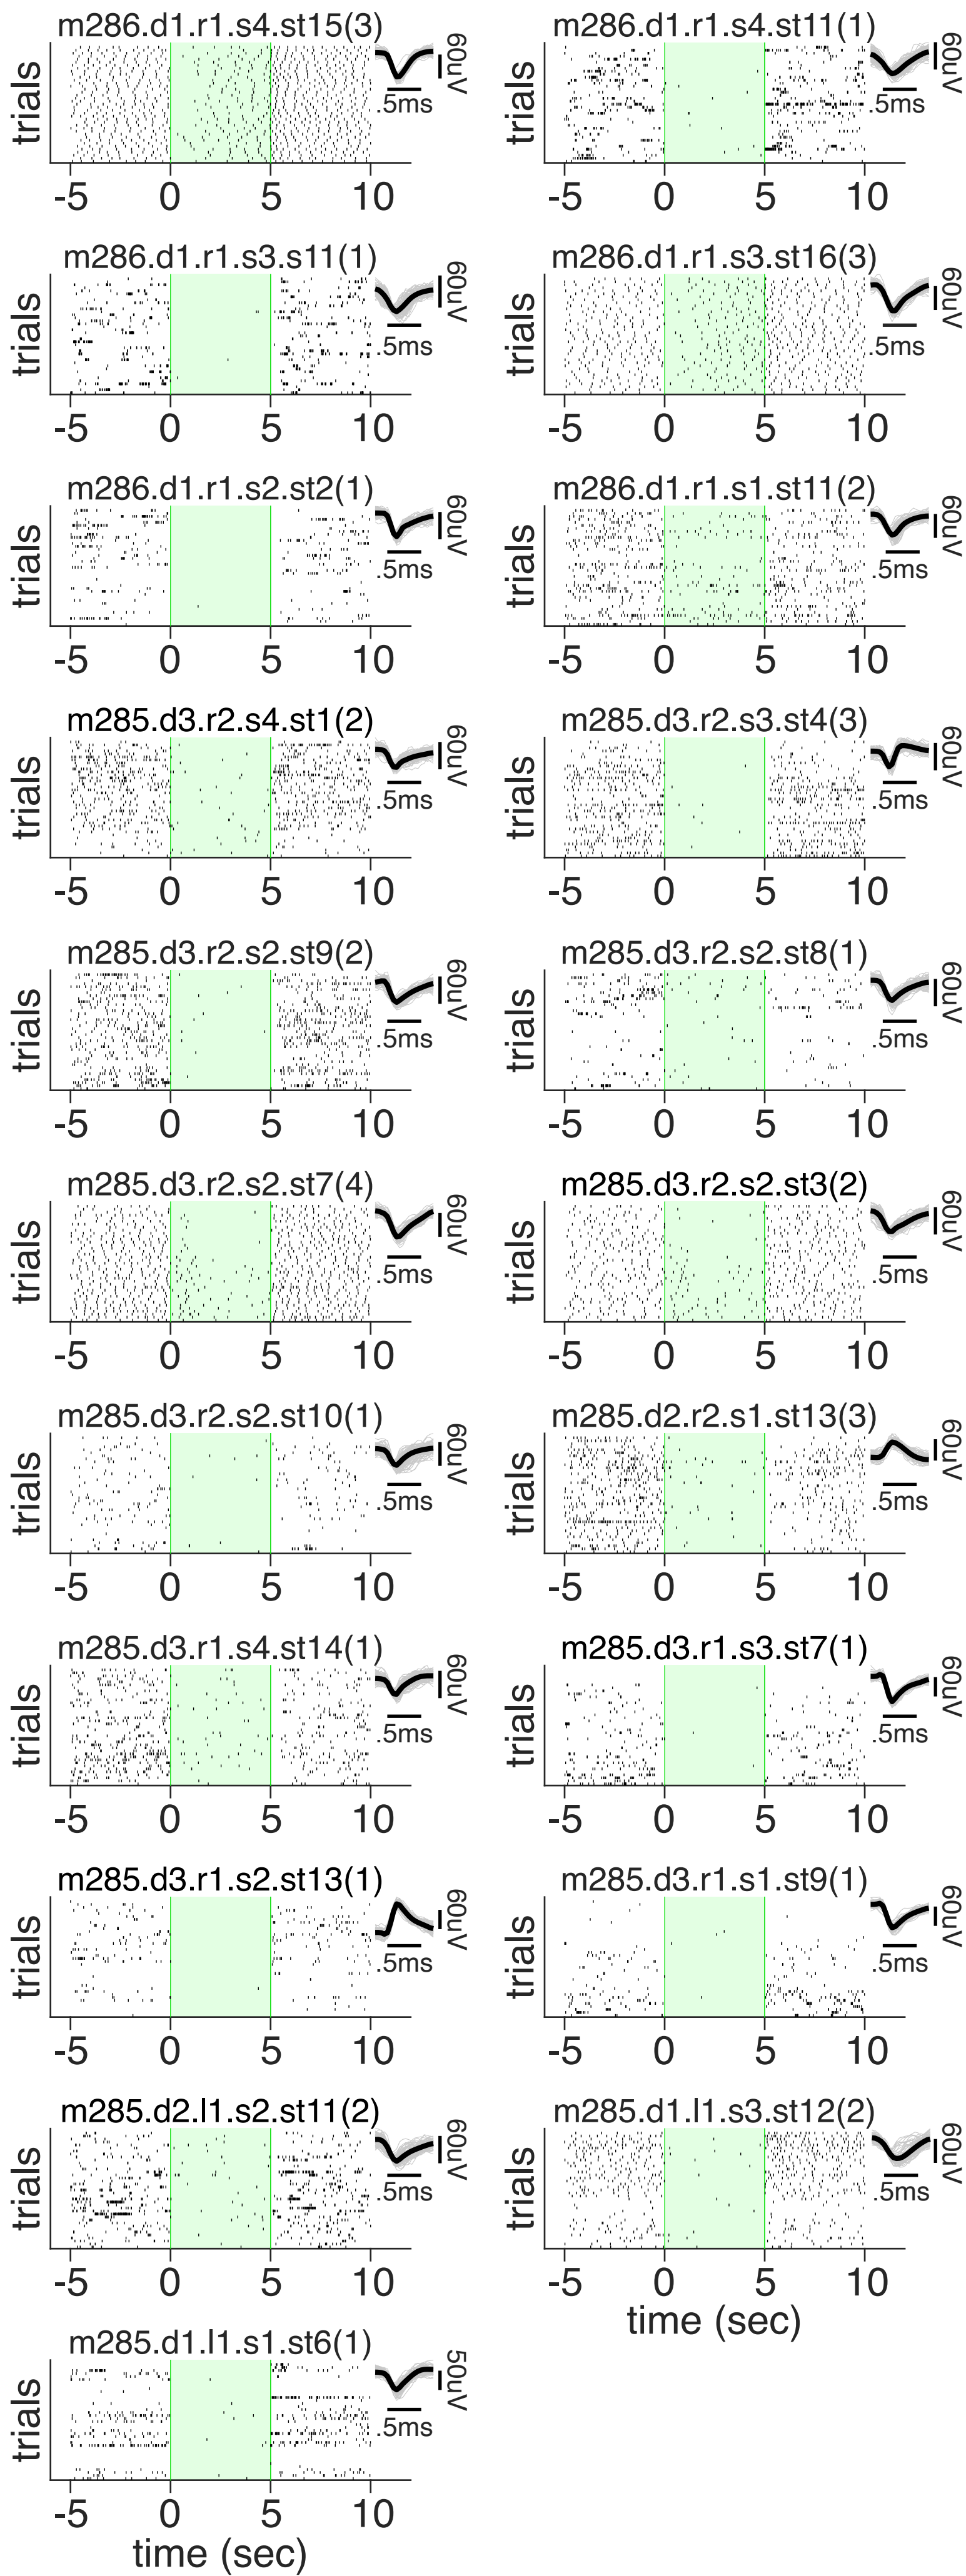 m286.d1.r1.s4.st15(3)
trials
60uV
.5ms
-5 0 5 10
m286.d1.r1.s4.st11(1)
trials
60uV
.5ms
-5 0 5 10
m286.d1.r1.s3.s11(1)
trials
60uV
.5ms
-5 0 5 10
m286.d1.r1.s3.st16(3)
trials
60uV
.5ms
-5 0 5 10
m286.d1.r1.s2.st2(1)
trials
60uV
.5ms
-5 0 5 10
m286.d1.r1.s1.st11(2)
trials
60uV
.5ms
-5 0 5 10
m285.d3.r2.s4.st1(2)
trials
60uV
.5ms
-5 0 5 10
m285.d3.r2.s3.st4(3)
trials
60uV
.5ms
-5 0 5 10
m285.d3.r2.s2.st9(2)
trials
60uV
.5ms
-5 0 5 10
m285.d3.r2.s2.st8(1)
trials
60uV
.5ms
-5 0 5 10
m285.d3.r2.s2.st7(4)
trials
60uV
.5ms
-5 0 5 10
m285.d3.r2.s2.st3(2)
trials
60uV
.5ms
-5 0 5 10
m285.d3.r2.s2.st10(1)
trials
60uV
.5ms
-5 0 5 10
m285.d2.r2.s1.st13(3)
trials
60uV
.5ms
-5 0 5 10
m285.d3.r1.s4.st14(1)
trials
60uV
.5ms
-5 0 5 10
m285.d3.r1.s3.st7(1)
trials
60uV
.5ms
-5 0 5 10
m285.d3.r1.s2.st13(1)
trials
60uV
.5ms
-5 0 5 10
m285.d3.r1.s1.st9(1)
trials
60uV
.5ms
-5 0 5 10
m285.d2.l1.s2.st11(2)
trials
60uV
.5ms
-5 0 5 10
m285.d1.l1.s3.st12(2)
trials
60uV
.5ms
-5 0 5 10
time (sec)
m285.d1.l1.s1.st6(1)
trials
50uV
.5ms
-5 0 5 10
time (sec)